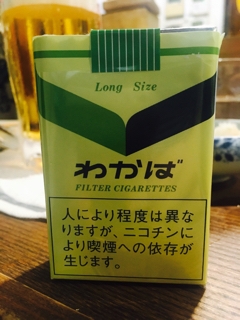 Long Size
わかば
FILTER CIGARETTES
人により程度は異な
りますが、ニコチンに
より喫煙への依存が
生じます。